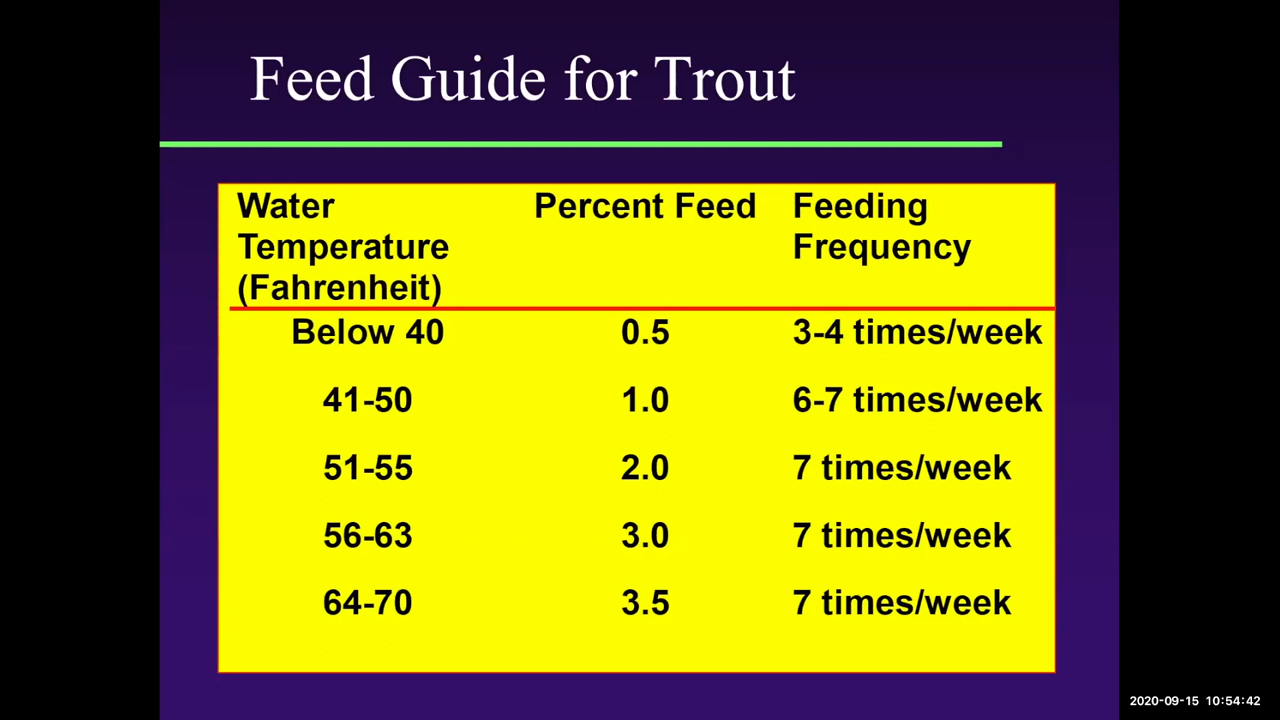 Feed Guide for Trout
Water Temperature (Fahrenheit) Percent Feed Feeding Frequency
Below 40 0.5 3-4 times/week
41-50 1.0 6-7 times/week
51-55 2.0 7 times/week
56-63 3.0 7 times/week
64-70 3.5 7 times/week
2020-09-15 10:54:42